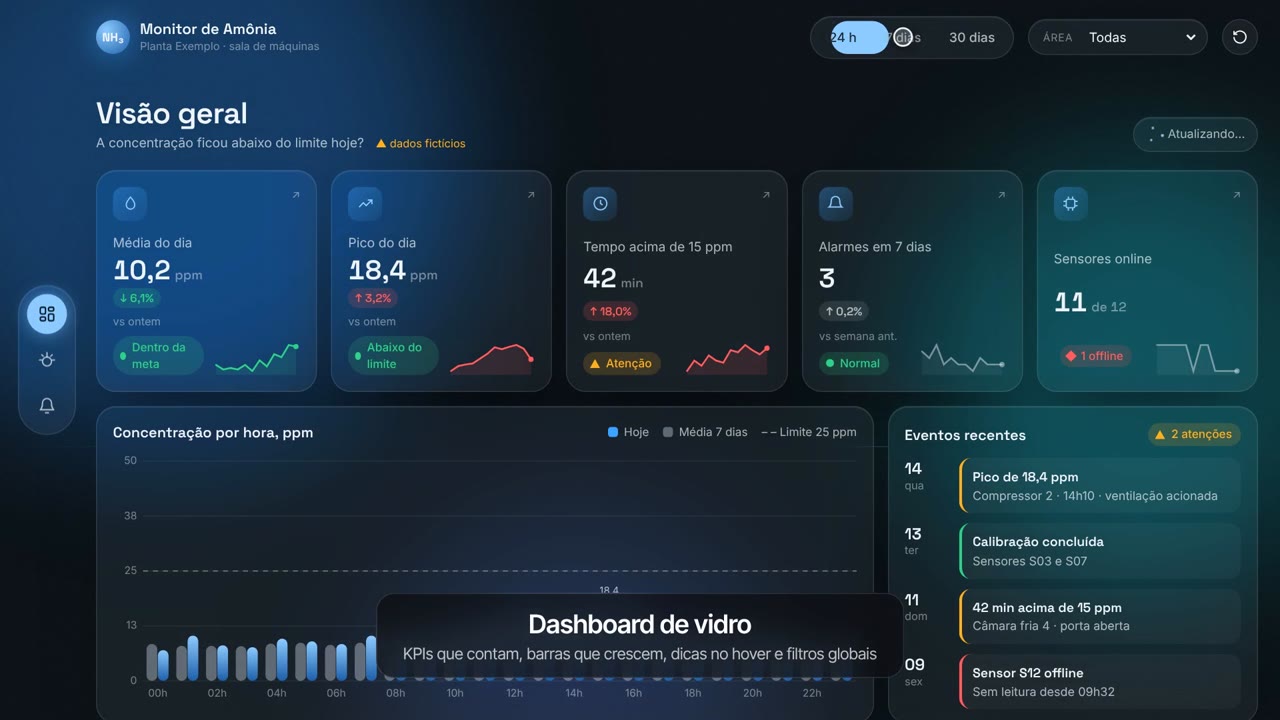 NH₃
Monitor de Amônia
Planta Exemplo · sala de máquinas
24 h
7 dias
30 dias
ÁREA Todas
Visão geral
A concentração ficou abaixo do limite hoje?
dados fictícios
Atualizando...
Média do dia
10,2 ppm
↓ 6,1%
vs ontem
Dentro da
meta
Pico do dia
18,4 ppm
↑ 3,2%
vs ontem
Abaixo do
limite
Tempo acima de 15 ppm
42 min
↑ 18,0%
vs ontem
Atenção
Alarmes em 7 dias
3
↑ 0,2%
vs semana ant.
Normal
Sensores online
11 de 12
1 offline
Concentração por hora, ppm
Hoje
Média 7 dias
Limite 25 ppm
50
38
25
13
0
18,4
00h 02h 04h 06h 08h 10h 12h 14h 16h 18h 20h 22h
Dashboard de vidro
KPIs que contam, barras que crescem, dicas no hover e filtros globais
Eventos recentes
2 atenções
14
qua
Pico de 18,4 ppm
Compressor 2 · 14h10 · ventilação acionada
13
ter
Calibração concluída
Sensores S03 e S07
11
dom
42 min acima de 15 ppm
Câmara fria 4 · porta aberta
09
sex
Sensor S12 offline
Sem leitura desde 09h32